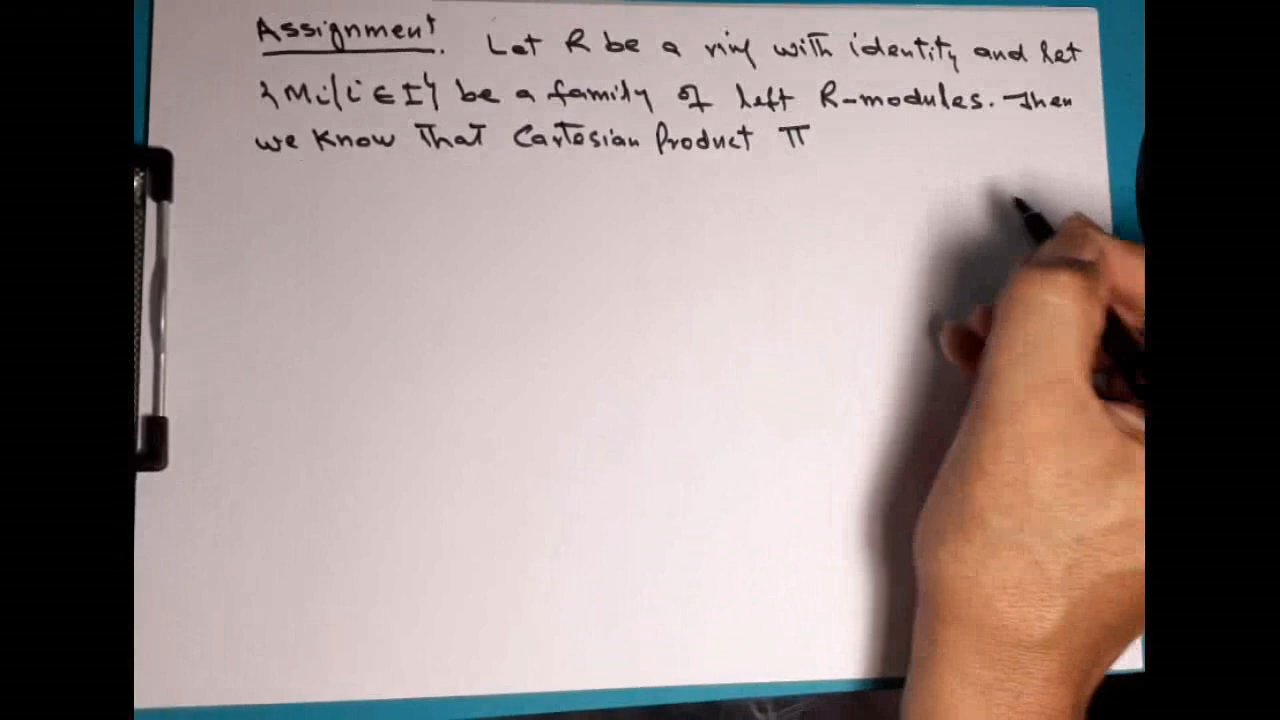 Assignment. Let R be a ring with identity and let
{Mi | i ∈ I} be a family of left R-modules. Then
we know that Cartesian Product Π